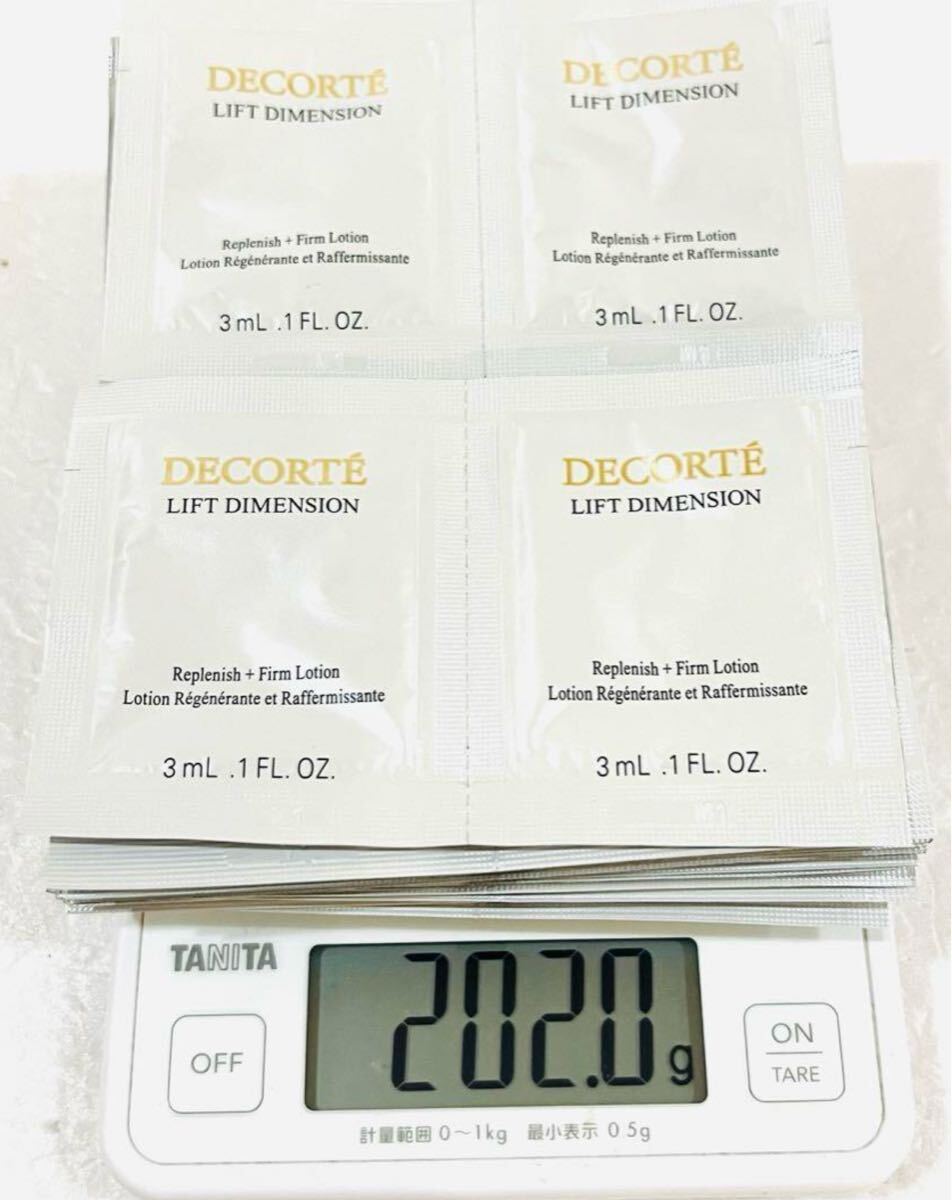 DECORTÉ
LIFT DIMENSION
Replenish + Firm Lotion
Lotion Régénérante et Raffermissante
3 mL .1 FL. OZ.
DECORTÉ
LIFT DIMENSION
Replenish + Firm Lotion
Lotion Régénérante et Raffermissante
3 mL .1 FL. OZ.
DECORTÉ
LIFT DIMENSION
Replenish + Firm Lotion
Lotion Régénérante et Raffermissante
3 mL .1 FL. OZ.
DECORTÉ
LIFT DIMENSION
Replenish + Firm Lotion
Lotion Régénérante et Raffermissante
3 mL .1 FL. OZ.
TANITA
OFF
202.0 g
ON
TARE
計量範囲 0〜1kg 最小表示 0.5g